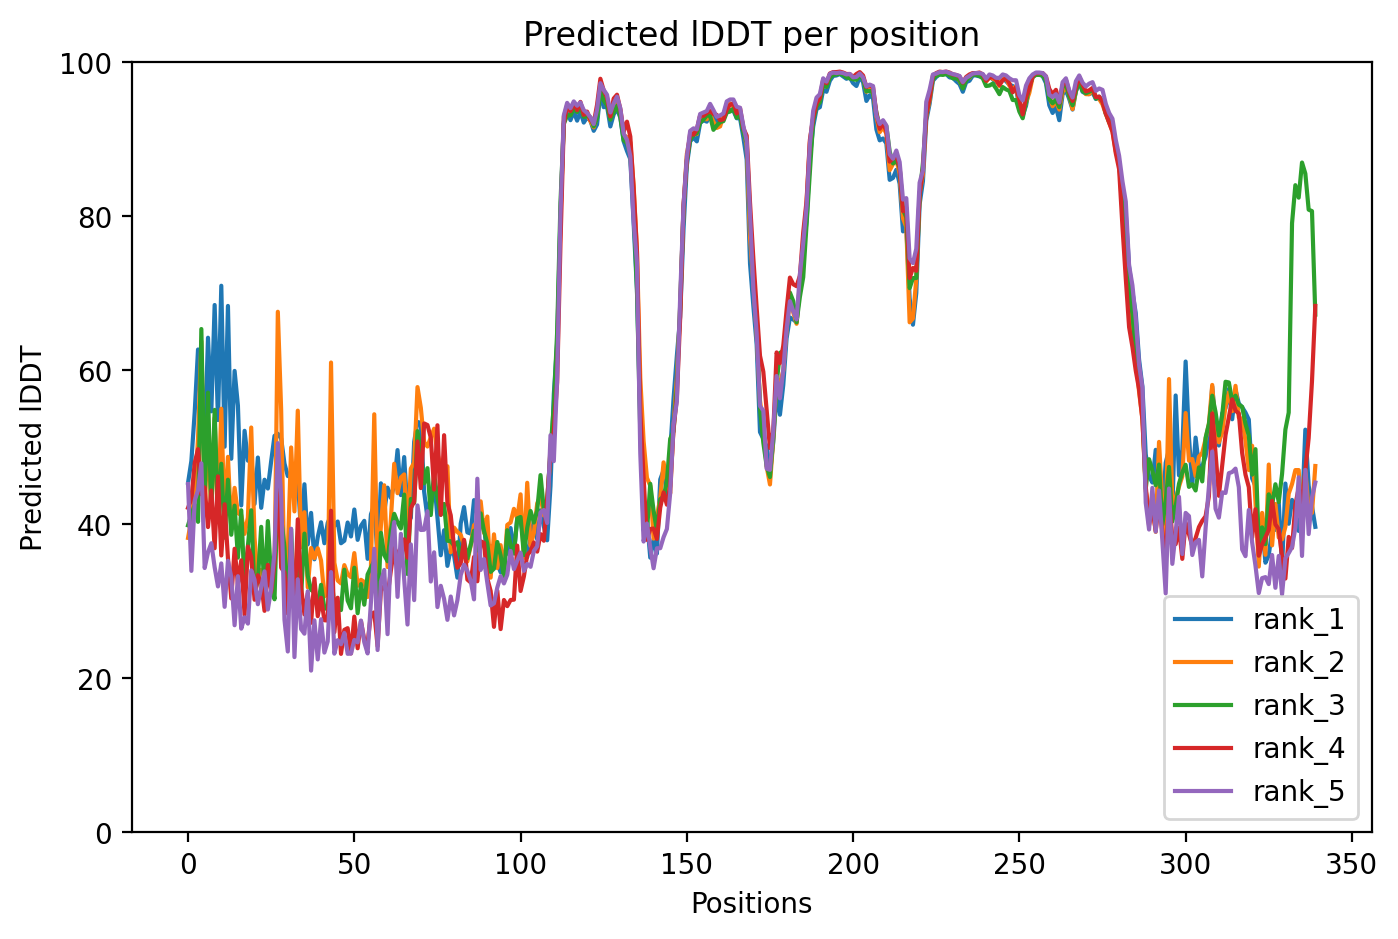 Predicted lDDT per position
100
80
60
40
20
0
Predicted lDDT
0 50 100 150 200 250 300 350
Positions
rank_1
rank_2
rank_3
rank_4
rank_5